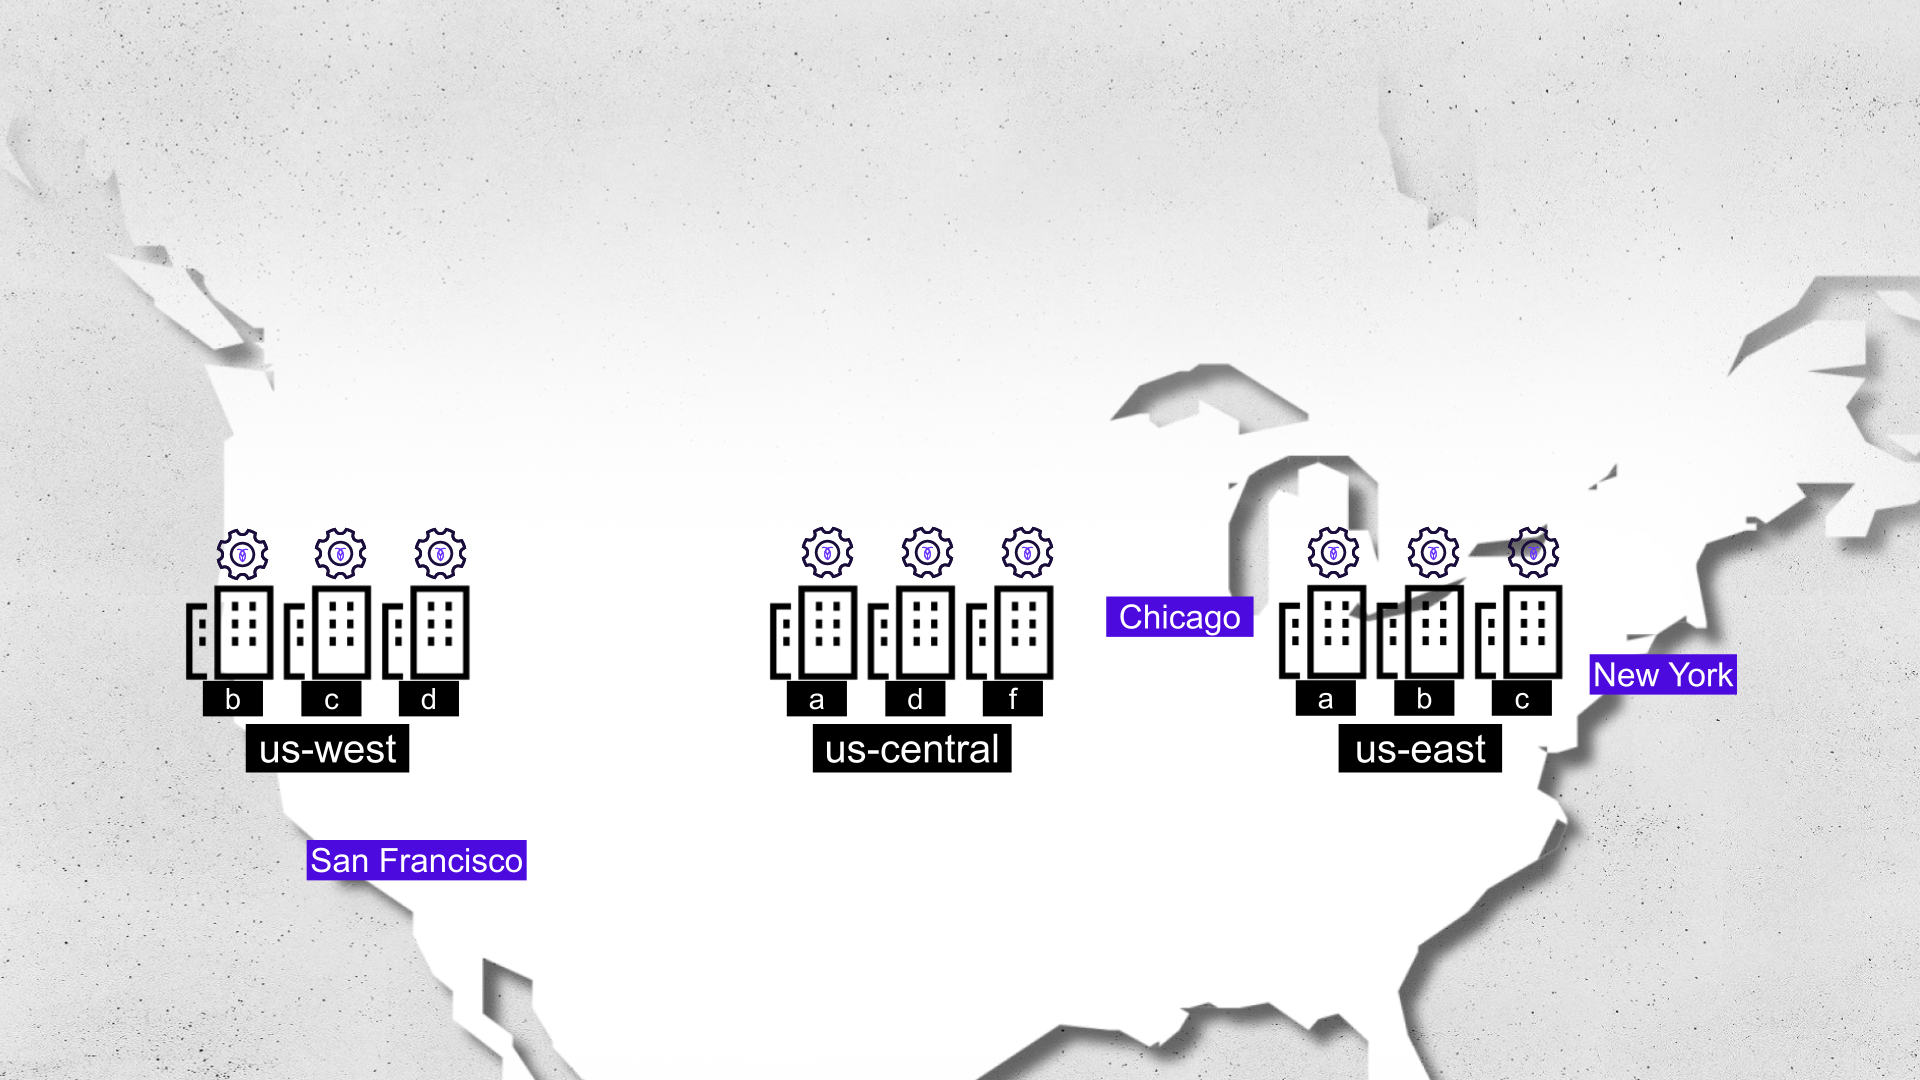 Chicago
New York
b c d
us-west
a d f
us-central
a b c
us-east
San Francisco